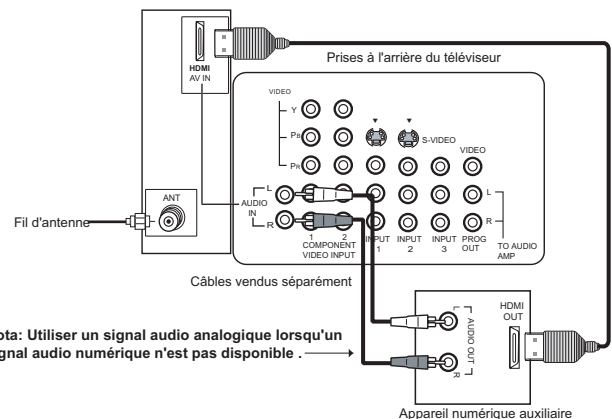 HDMI
AV IN
Prises à l'arrière du téléviseur
VIDEO
Y
PB
PR
S-VIDEO
VIDEO
ANT
AUDIO
IN
L
R
L
R
Fil d'antenne
1 2
COMPONENT
VIDEO INPUT
INPUT
1
INPUT
2
INPUT
3
PROG
OUT
TO AUDIO
AMP
Câbles vendus séparément
ota: Utiliser un signal audio analogique lorsqu'un
gnal audio numérique n'est pas disponible .
L
AUDIO OUT
R
HDMI
OUT
Appareil numérique auxiliaire